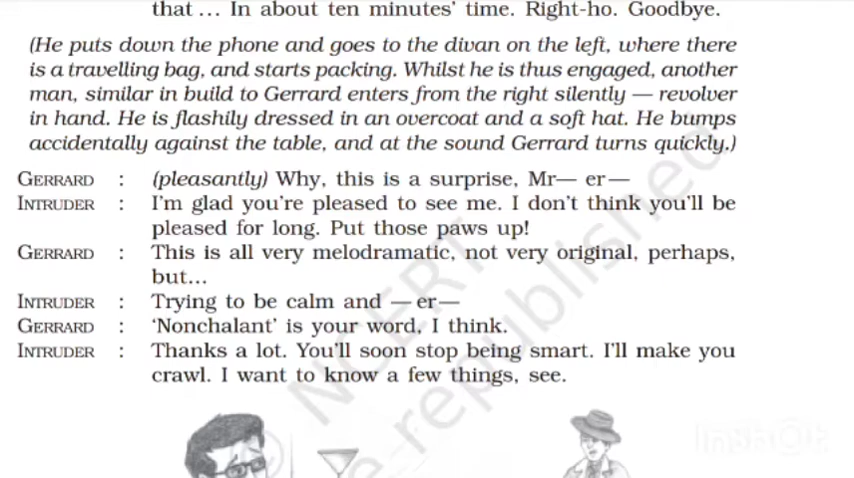 that ... In about ten minutes' time. Right-ho. Goodbye.
(He puts down the phone and goes to the divan on the left, where there
is a travelling bag, and starts packing. Whilst he is thus engaged, another
man, similar in build to Gerrard enters from the right silently — revolver
in hand. He is flashily dressed in an overcoat and a soft hat. He bumps
accidentally against the table, and at the sound Gerrard turns quickly.)
GERRARD : (pleasantly) Why, this is a surprise, Mr— er—
INTRUDER : I'm glad you're pleased to see me. I don't think you'll be
pleased for long. Put those paws up!
GERRARD : This is all very melodramatic, not very original, perhaps,
but...
INTRUDER : Trying to be calm and —er—
GERRARD : 'Nonchalant' is your word, I think.
INTRUDER : Thanks a lot. You'll soon stop being smart. I'll make you
crawl. I want to know a few things, see.
© NCERT
republished